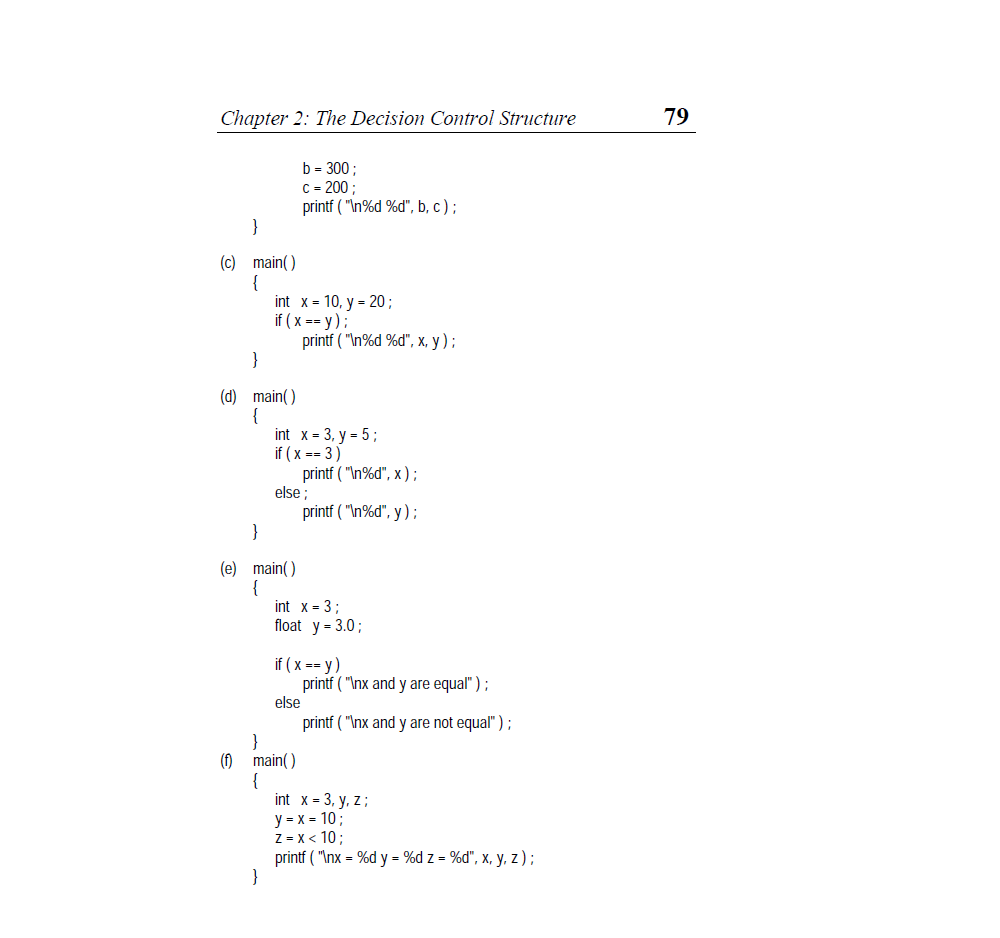 Chapter 2: The Decision Control Structure 79
b = 300 ;
c = 200 ;
printf ( "\n%d %d", b, c ) ;
}
(c) main( )
{
int x = 10, y = 20 ;
if ( x == y ) ;
printf ( "\n%d %d", x, y ) ;
}
(d) main( )
{
int x = 3, y = 5 ;
if ( x == 3 )
printf ( "\n%d", x ) ;
else ;
printf ( "\n%d", y ) ;
}
(e) main( )
{
int x = 3 ;
float y = 3.0 ;
if ( x == y )
printf ( "\nx and y are equal" ) ;
else
printf ( "\nx and y are not equal" ) ;
}
(f) main( )
{
int x = 3, y, z ;
y = x = 10 ;
z = x < 10 ;
printf ( "\nx = %d y = %d z = %d", x, y, z ) ;
}